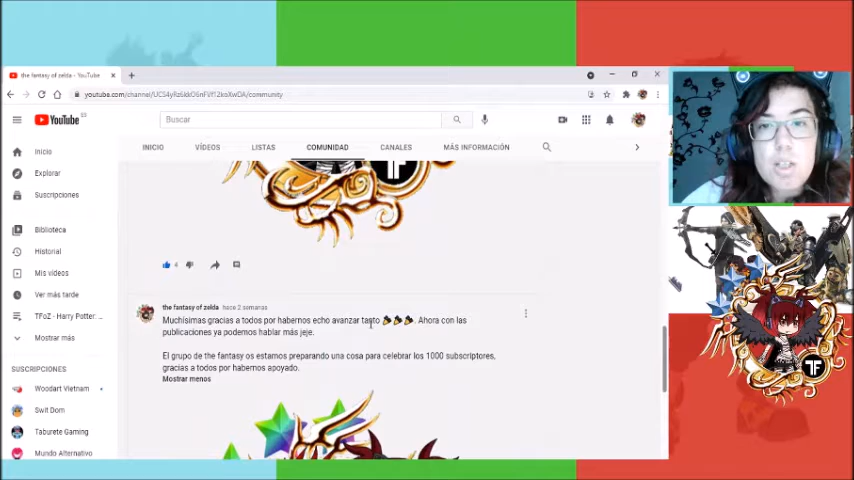 the fantasy of zelda - YouTube
youtube.com/channel/UCS4yRz6kkO6nFiIf12koXwDA/community
YouTube ES
Buscar
INICIO VÍDEOS LISTAS COMUNIDAD CANALES MÁS INFORMACIÓN
Inicio
Explorar
Suscripciones
Biblioteca
Historial
Mis vídeos
Ver más tarde
TFoZ - Harry Potter: ...
Mostrar más
SUSCRIPCIONES
Woodart Vietnam
Swit Dom
Taburete Gaming
Mundo Alternativo
4
the fantasy of zelda hace 2 semanas
Muchísimas gracias a todos por habernos echo avanzar tanto 🎉🎉🎉. Ahora con las
publicaciones ya podemos hablar más jeje.
El grupo de the fantasy os estamos preparando una cosa para celebrar los 1000 subscriptores,
gracias a todos por habernos apoyado.
Mostrar menos
TF